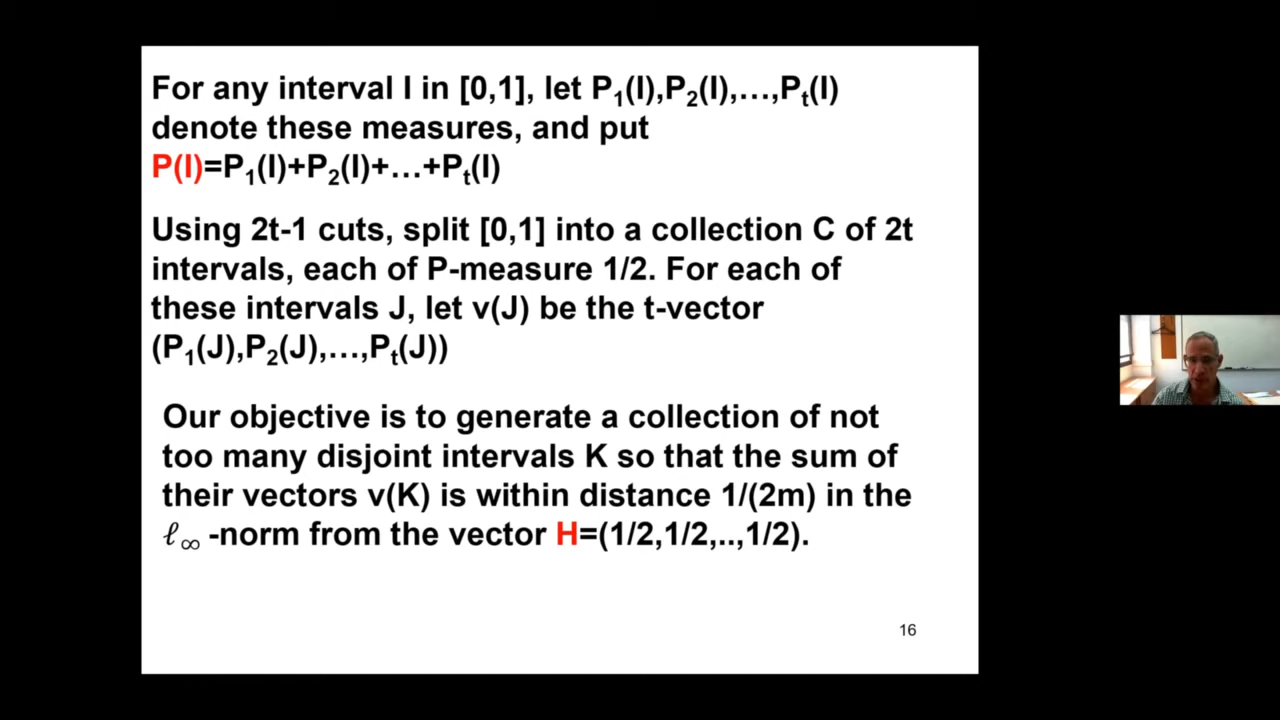 For any interval I in [0,1], let P₁(I),P₂(I),…,Pₜ(I)
denote these measures, and put
P(I)=P₁(I)+P₂(I)+…+Pₜ(I)
Using 2t-1 cuts, split [0,1] into a collection C of 2t
intervals, each of P-measure 1/2. For each of
these intervals J, let v(J) be the t-vector
(P₁(J),P₂(J),…,Pₜ(J))
Our objective is to generate a collection of not
too many disjoint intervals K so that the sum of
their vectors v(K) is within distance 1/(2m) in the
ℓ∞ -norm from the vector H=(1/2,1/2,..,1/2).
16